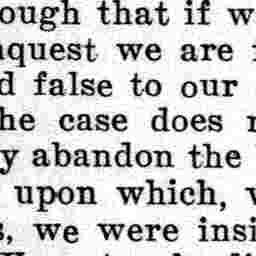 ough that if w
nquest we are
d false to our
he case does
y abandon the
upon which,
s, we were insi